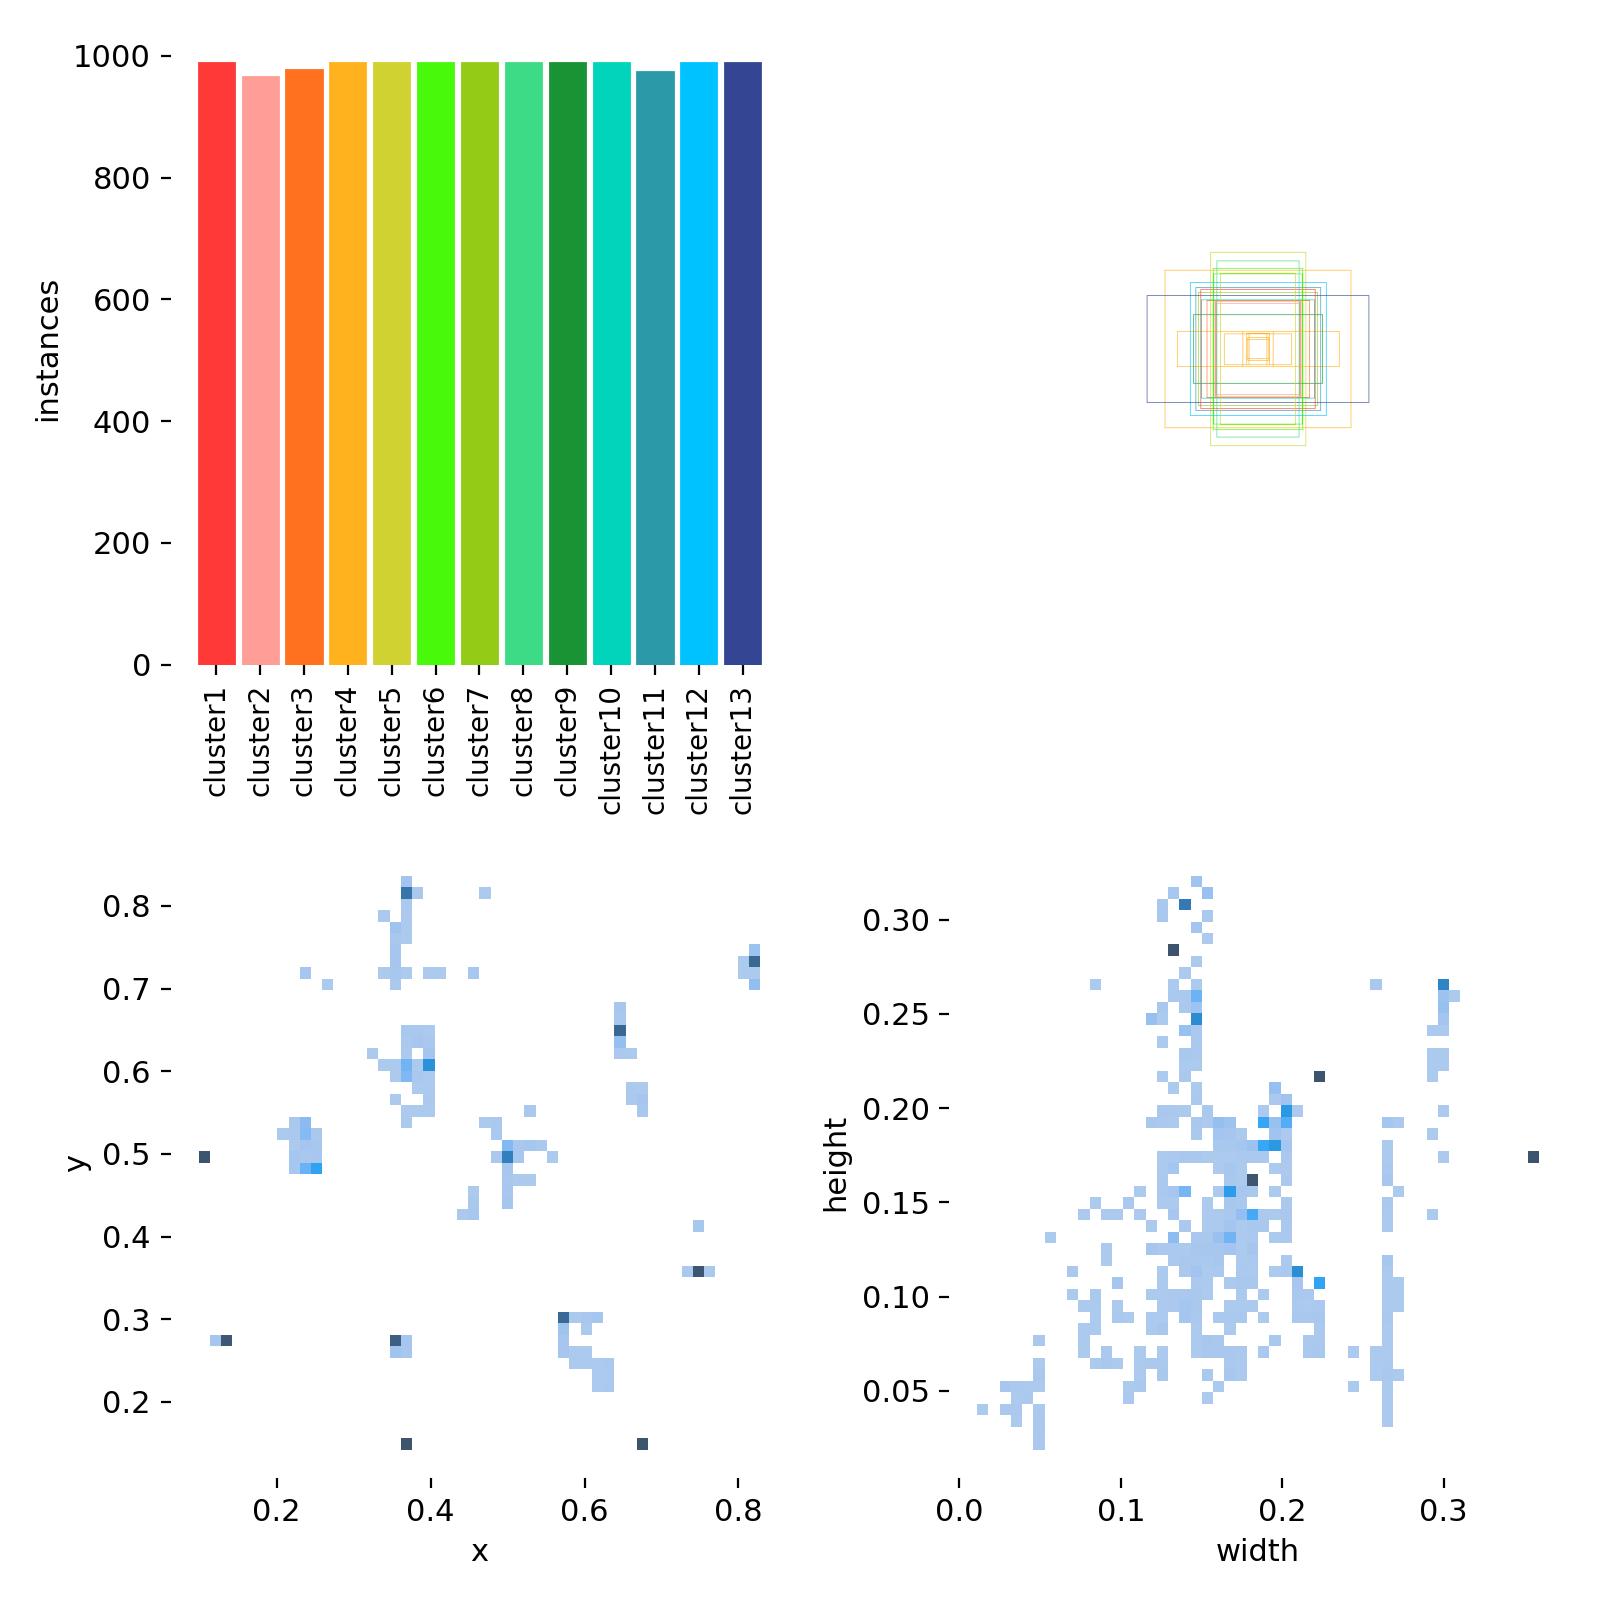 1000
800
600
400
200
0
instances
cluster1
cluster2
cluster3
cluster4
cluster5
cluster6
cluster7
cluster8
cluster9
cluster10
cluster11
cluster12
cluster13
0.8
0.7
0.6
0.5
0.4
0.3
0.2
y
0.2 0.4 0.6 0.8
x
0.30
0.25
0.20
0.15
0.10
0.05
height
0.0 0.1 0.2 0.3
width